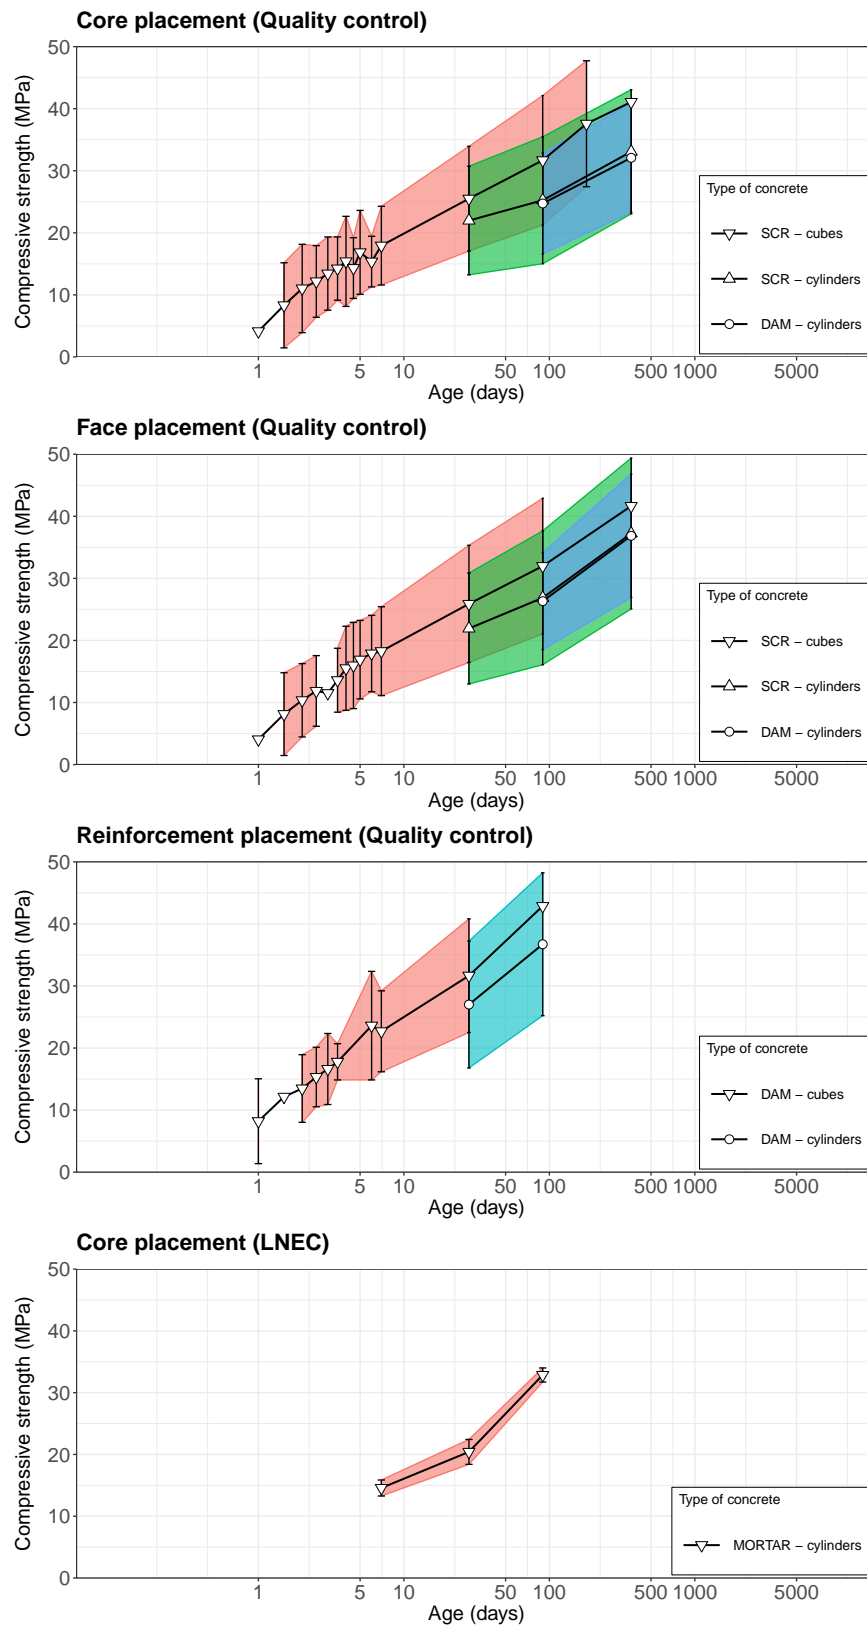 Core placement (Quality control)
50
40
30
20
10
0
Compressive strength (MPa)
Type of concrete
SCR − cubes
SCR − cylinders
DAM − cylinders
1 5 10 50 100 500 1000 5000
Age (days)
Face placement (Quality control)
50
40
30
20
10
0
Compressive strength (MPa)
Type of concrete
SCR − cubes
SCR − cylinders
DAM − cylinders
1 5 10 50 100 500 1000 5000
Age (days)
Reinforcement placement (Quality control)
50
40
30
20
10
0
Compressive strength (MPa)
Type of concrete
DAM − cubes
DAM − cylinders
1 5 10 50 100 500 1000 5000
Age (days)
Core placement (LNEC)
50
40
30
20
10
0
Compressive strength (MPa)
Type of concrete
MORTAR − cylinders
1 5 10 50 100 500 1000 5000
Age (days)